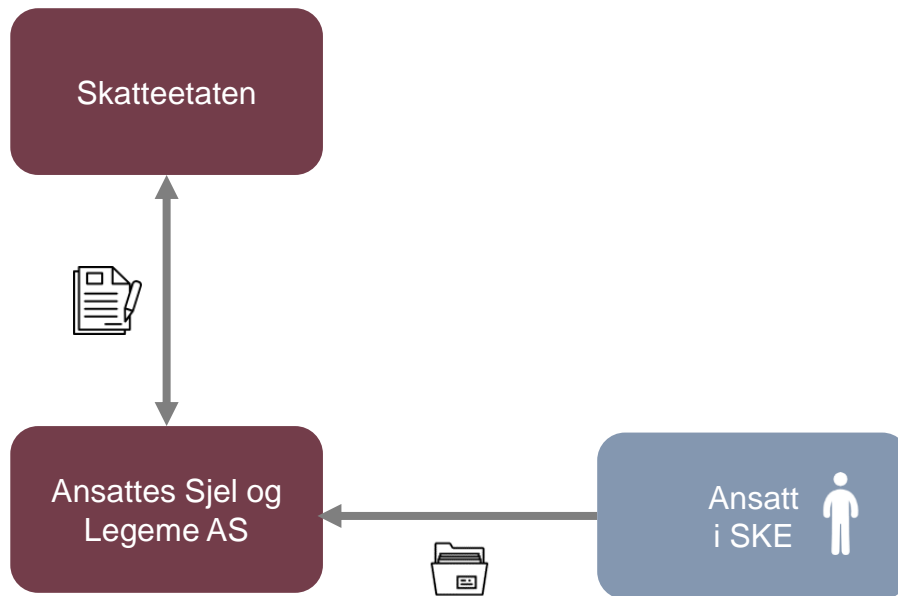 Skatteetaten
Ansattes Sjel og
Legeme AS
Ansatt
i SKE